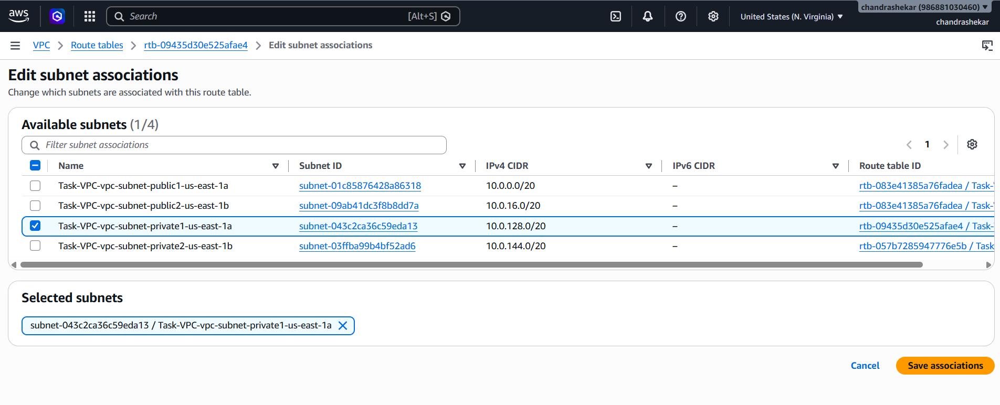 aws
Search [Alt+S]
United States (N. Virginia) ▼
chandrashekar (986881030460) ▼
chandrashekar
VPC > Route tables > rtb-09435d30e525afae4 > Edit subnet associations
Edit subnet associations
Change which subnets are associated with this route table.
Available subnets (1/4)
Filter subnet associations
1
Name Subnet ID IPv4 CIDR IPv6 CIDR Route table ID
Task-VPC-vpc-subnet-public1-us-east-1a subnet-01c85876428a86318 10.0.0.0/20 – rtb-083e41385a76fadea / Task-
Task-VPC-vpc-subnet-public2-us-east-1b subnet-09ab41dc3f8b8dd7a 10.0.16.0/20 – rtb-083e41385a76fadea / Task-
Task-VPC-vpc-subnet-private1-us-east-1a subnet-043c2ca36c59eda13 10.0.128.0/20 – rtb-09435d30e525afae4 / Task-
Task-VPC-vpc-subnet-private2-us-east-1b subnet-03ffba99b4bf52ad6 10.0.144.0/20 – rtb-057b7285947776e5b / Task
Selected subnets
subnet-043c2ca36c59eda13 / Task-VPC-vpc-subnet-private1-us-east-1a
Cancel Save associations